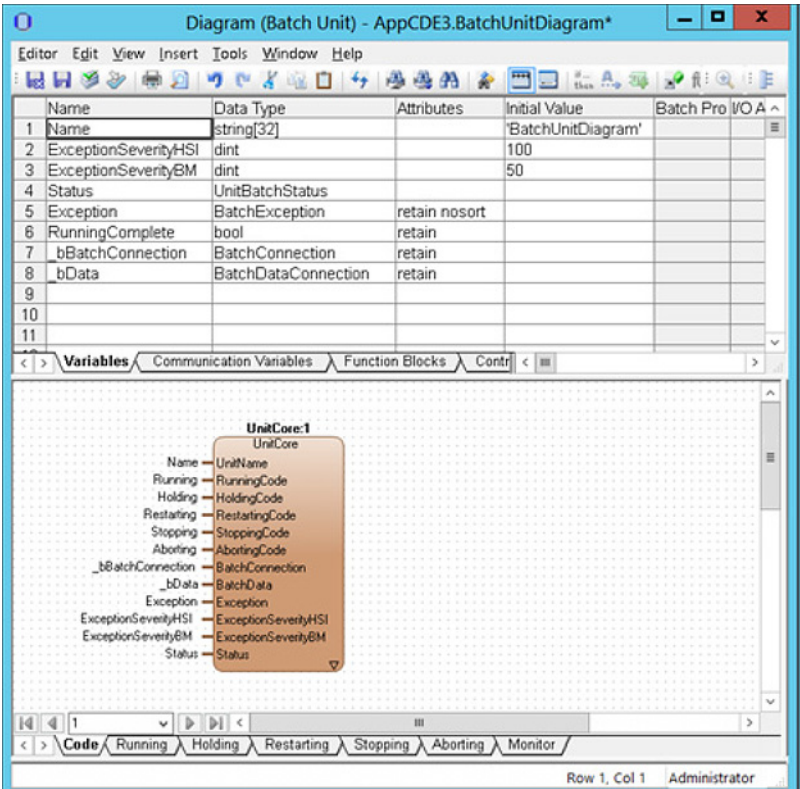 Diagram (Batch Unit) - AppCDE3.BatchUnitDiagram*
Editor Edit View Insert Tools Window Help
Name Data Type Attributes Initial Value Batch Pro I/O A
1 Name string[32] 'BatchUnitDiagram'
2 ExceptionSeverityHSI dint 100
3 ExceptionSeverityBM dint 50
4 Status UnitBatchStatus
5 Exception BatchException retain nosort
6 RunningComplete bool retain
7 _bBatchConnection BatchConnection retain
8 _bData BatchDataConnection retain
9
10
11
Variables Communication Variables Function Blocks Contr
UnitCore:1
UnitCore
Name UnitName
Running RunningCode
Holding HoldingCode
Restarting RestartingCode
Stopping StoppingCode
Aborting AbortingCode
_bBatchConnection BatchConnection
_bData BatchData
Exception Exception
ExceptionSeverityHSI ExceptionSeverityHSI
ExceptionSeverityBM ExceptionSeverityBM
Status Status
1
Code Running Holding Restarting Stopping Aborting Monitor
Row 1, Col 1 Administrator